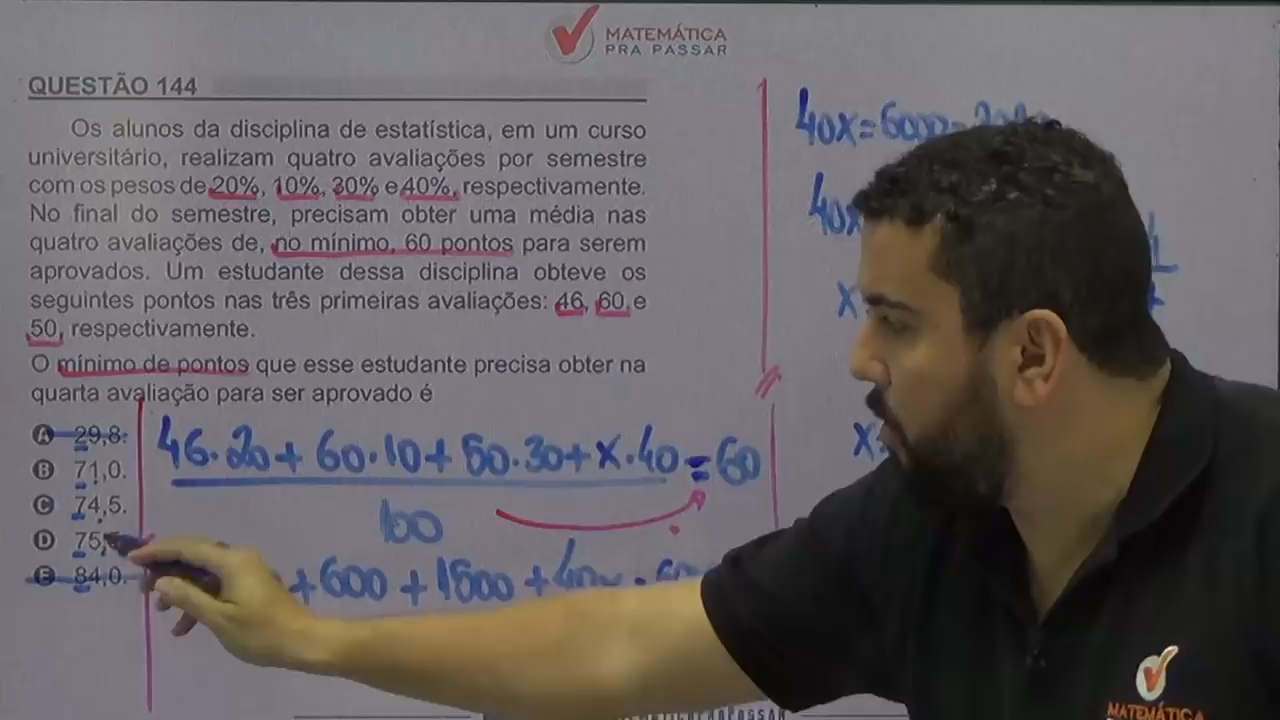 MATEMÁTICA
PRA PASSAR
QUESTÃO 144
Os alunos da disciplina de estatística, em um curso
universitário, realizam quatro avaliações por semestre
com os pesos de 20%, 10%, 30% e 40%, respectivamente.
No final do semestre, precisam obter uma média nas
quatro avaliações de, no mínimo, 60 pontos para serem
aprovados. Um estudante dessa disciplina obteve os
seguintes pontos nas três primeiras avaliações: 46, 60 e
50, respectivamente.
O mínimo de pontos que esse estudante precisa obter na
quarta avaliação para ser aprovado é
A 29,8.
B 71,0.
C 74,5.
D 75,
E 84,0.
46.20 + 60.10 + 50.30 + x.40 = 60
100
+ 600 + 1500 + 40x
40x = 6000
40x
x
x=
MATEMÁTICA